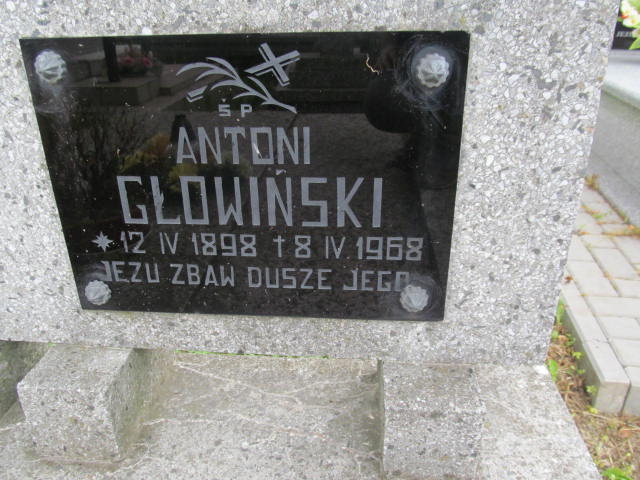 Ś P
ANTONI
GŁOWIŃSKI
* 12 IV 1898 † 8 IV 1968
JEZU ZBAW DUSZE JEGO